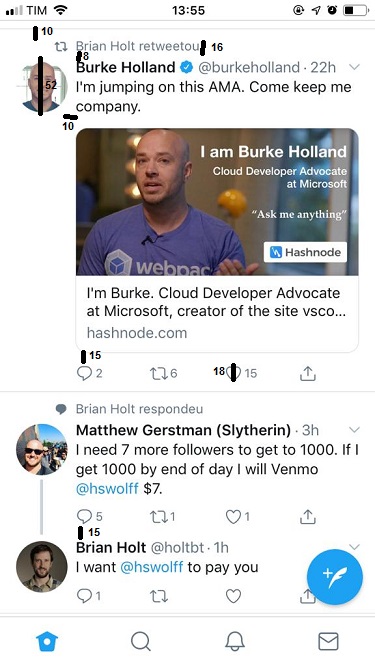 TIM 13:55
10
Brian Holt retweetou 16
8
Burke Holland @burkeholland · 22h
52
I'm jumping on this AMA. Come keep me
company.
10
I am Burke Holland
Cloud Developer Advocate
at Microsoft
"Ask me anything"
Hashnode
webpac
I'm Burke. Cloud Developer Advocate
at Microsoft, creator of the site vsco...
hashnode.com
15
2 6 18 15
Brian Holt respondeu
Matthew Gerstman (Slytherin) · 3h
I need 7 more followers to get to 1000. If I
get 1000 by end of day I will Venmo
@hswolff $7.
5 1 1
15
Brian Holt @holtbt · 1h
I want @hswolff to pay you
1